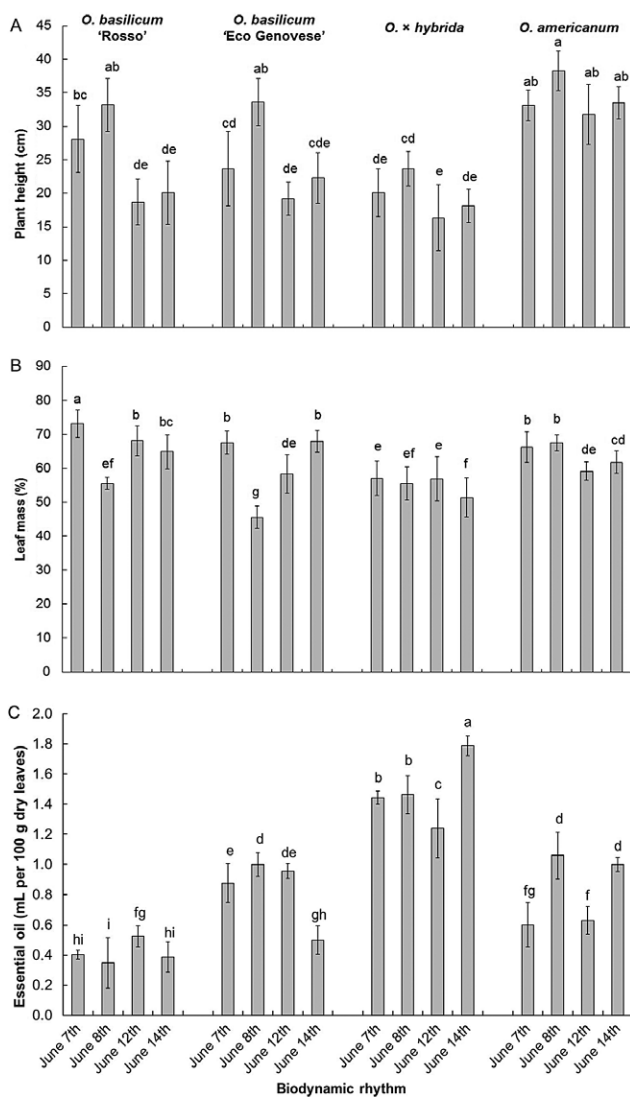 A
O. basilicum
'Rosso'
O. basilicum
'Eco Genovese'
O. × hybrida
O. americanum
Plant height (cm)
45
40
35
30
25
20
15
10
5
0
bc ab de de cd ab cd cde de cd e de ab a ab ab
B
Leaf mass (%)
90
80
70
60
50
40
30
20
10
0
a ef b bc b g de b e ef e f b b de cd
C
Essential oil (mL per 100 g dry leaves)
2.0
1.8
1.6
1.4
1.2
1.0
0.8
0.6
0.4
0.2
0.0
hi i fg hi e d de gh b b c a fg d f d
June 7th June 8th June 12th June 14th June 7th June 8th June 12th June 14th June 7th June 8th June 12th June 14th June 7th June 8th June 12th June 14th
Biodynamic rhythm